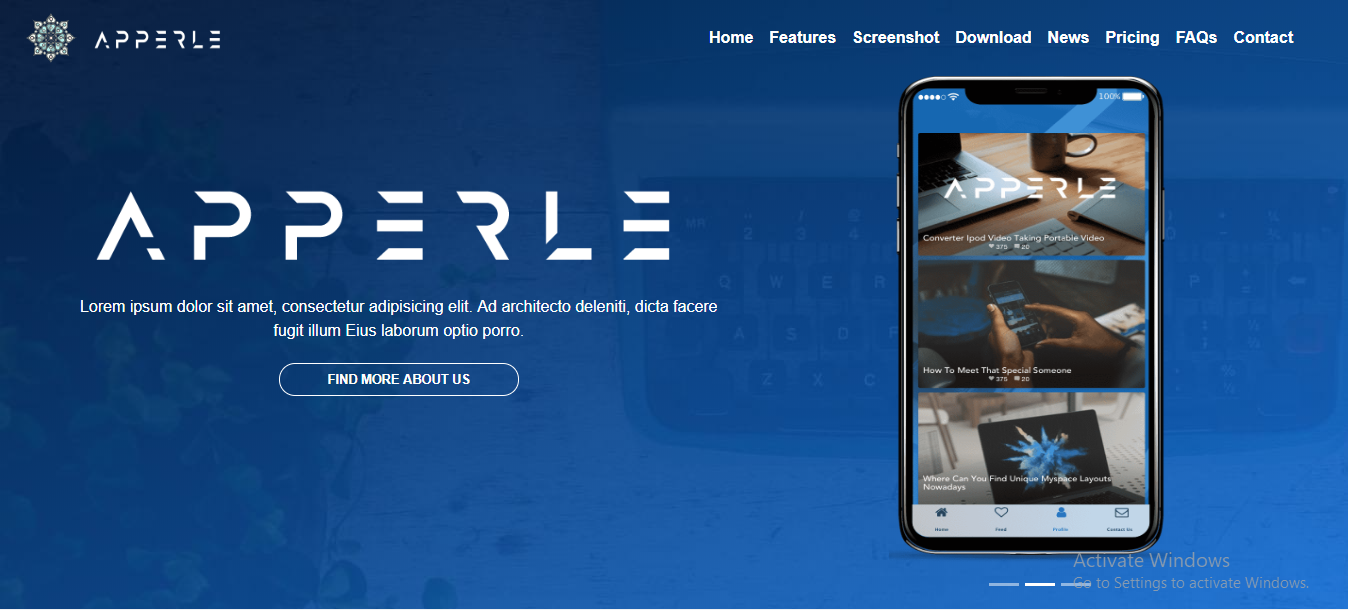 APPERLE
Home Features Screenshot Download News Pricing FAQs Contact
APPERLE
Lorem ipsum dolor sit amet, consectetur adipisicing elit. Ad architecto deleniti, dicta facere
fugit illum Eius laborum optio porro.
FIND MORE ABOUT US
100%
APPERLE
Converter Ipod Video Taking Portable Video
375 20
How To Meet That Special Someone
375 20
Where Can You Find Unique Myspace Layouts
Nowadays
Home Feed Profile Contact Us
Activate Windows
Go to Settings to activate Windows.